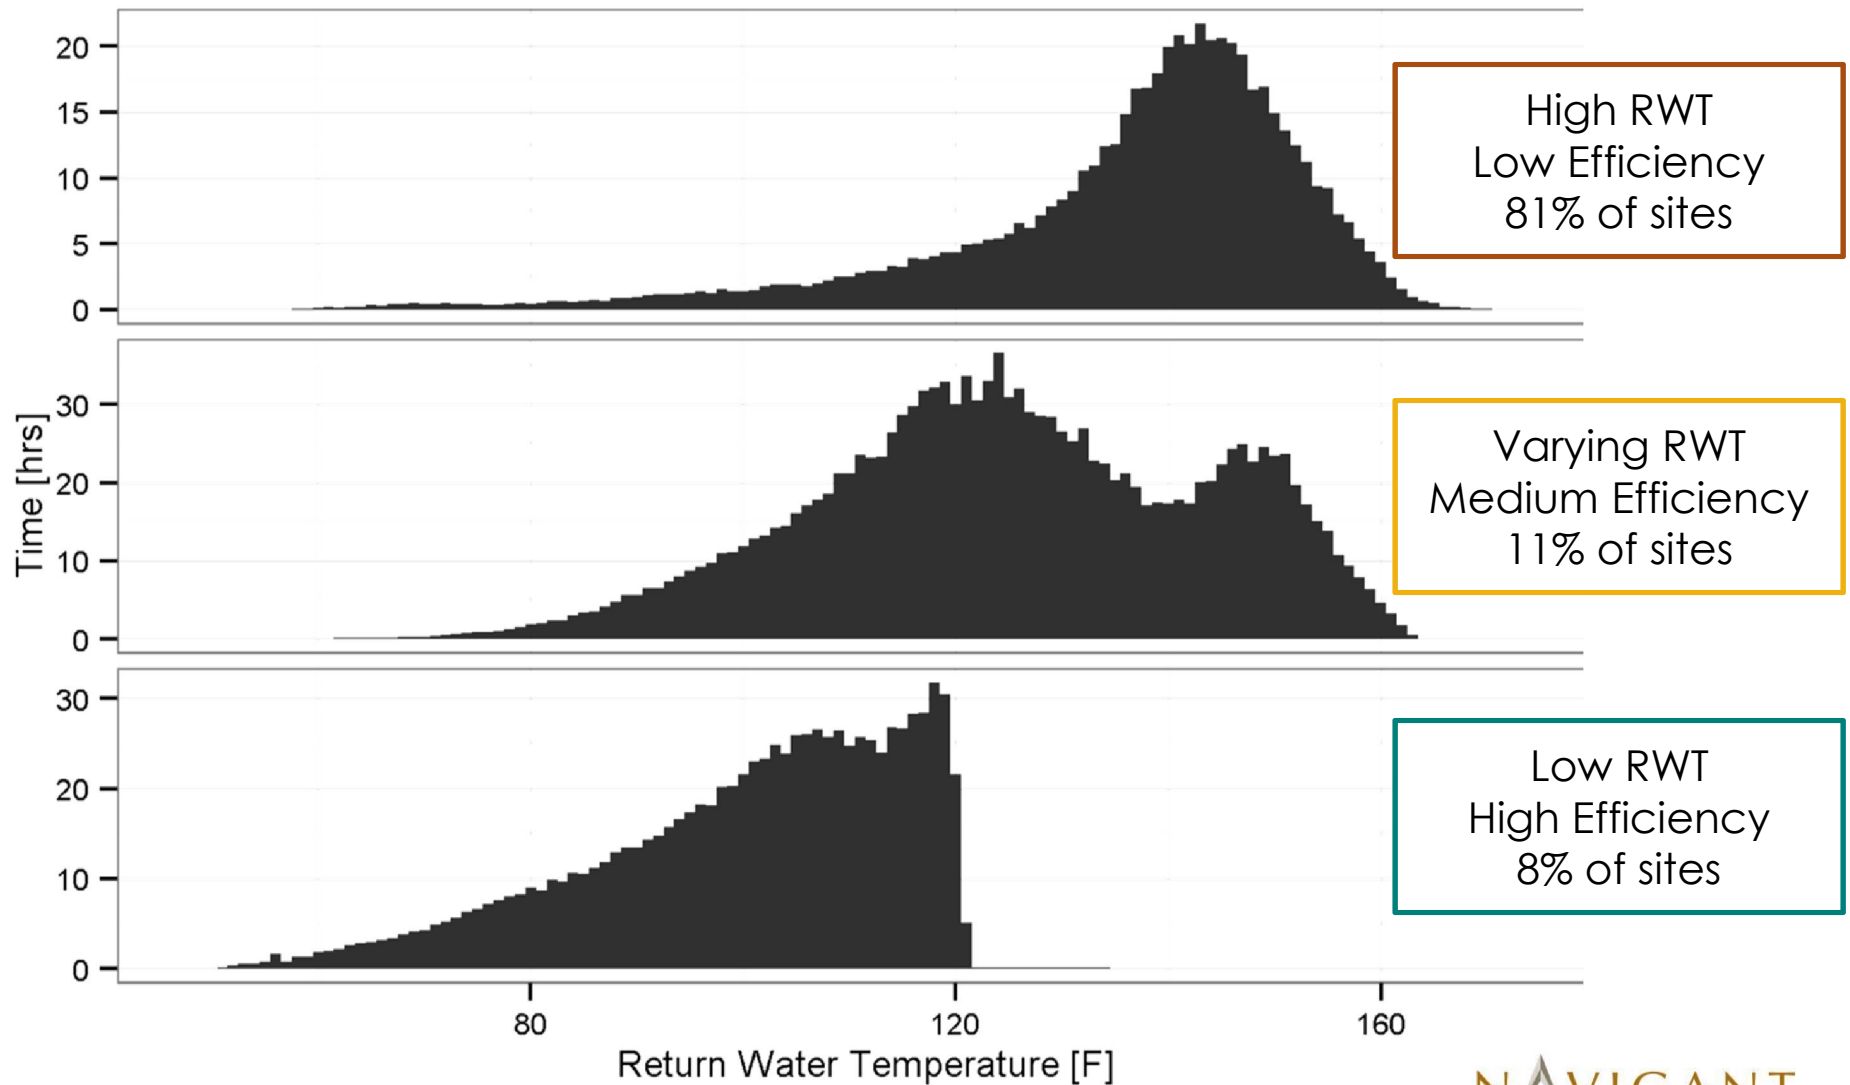 20
15
10
5
0
High RWT
Low Efficiency
81% of sites
Time [hrs]
30
20
10
0
Varying RWT
Medium Efficiency
11% of sites
30
20
10
0
Low RWT
High Efficiency
8% of sites
80
120
160
Return Water Temperature [F]
NAVIGANT